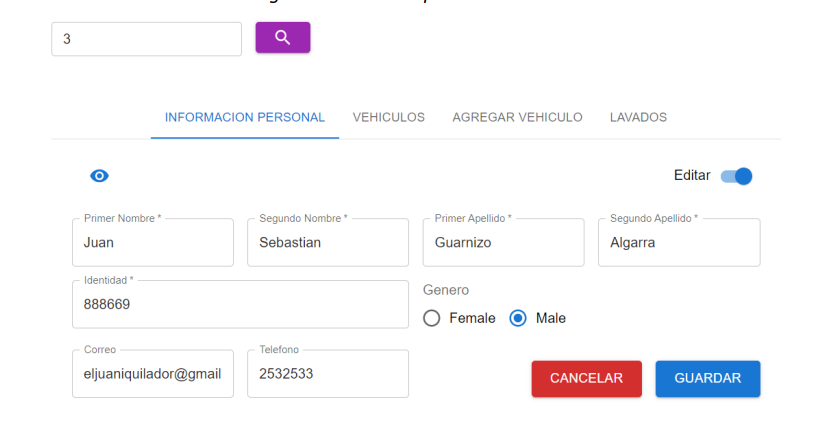 3
INFORMACION PERSONAL VEHICULOS AGREGAR VEHICULO LAVADOS
Editar
Primer Nombre * Segundo Nombre * Primer Apellido * Segundo Apellido *
Juan Sebastian Guarnizo Algarra
Identidad *
888669
Genero
Female Male
Correo Telefono
eljuaniquilador@gmail 2532533
CANCELAR GUARDAR